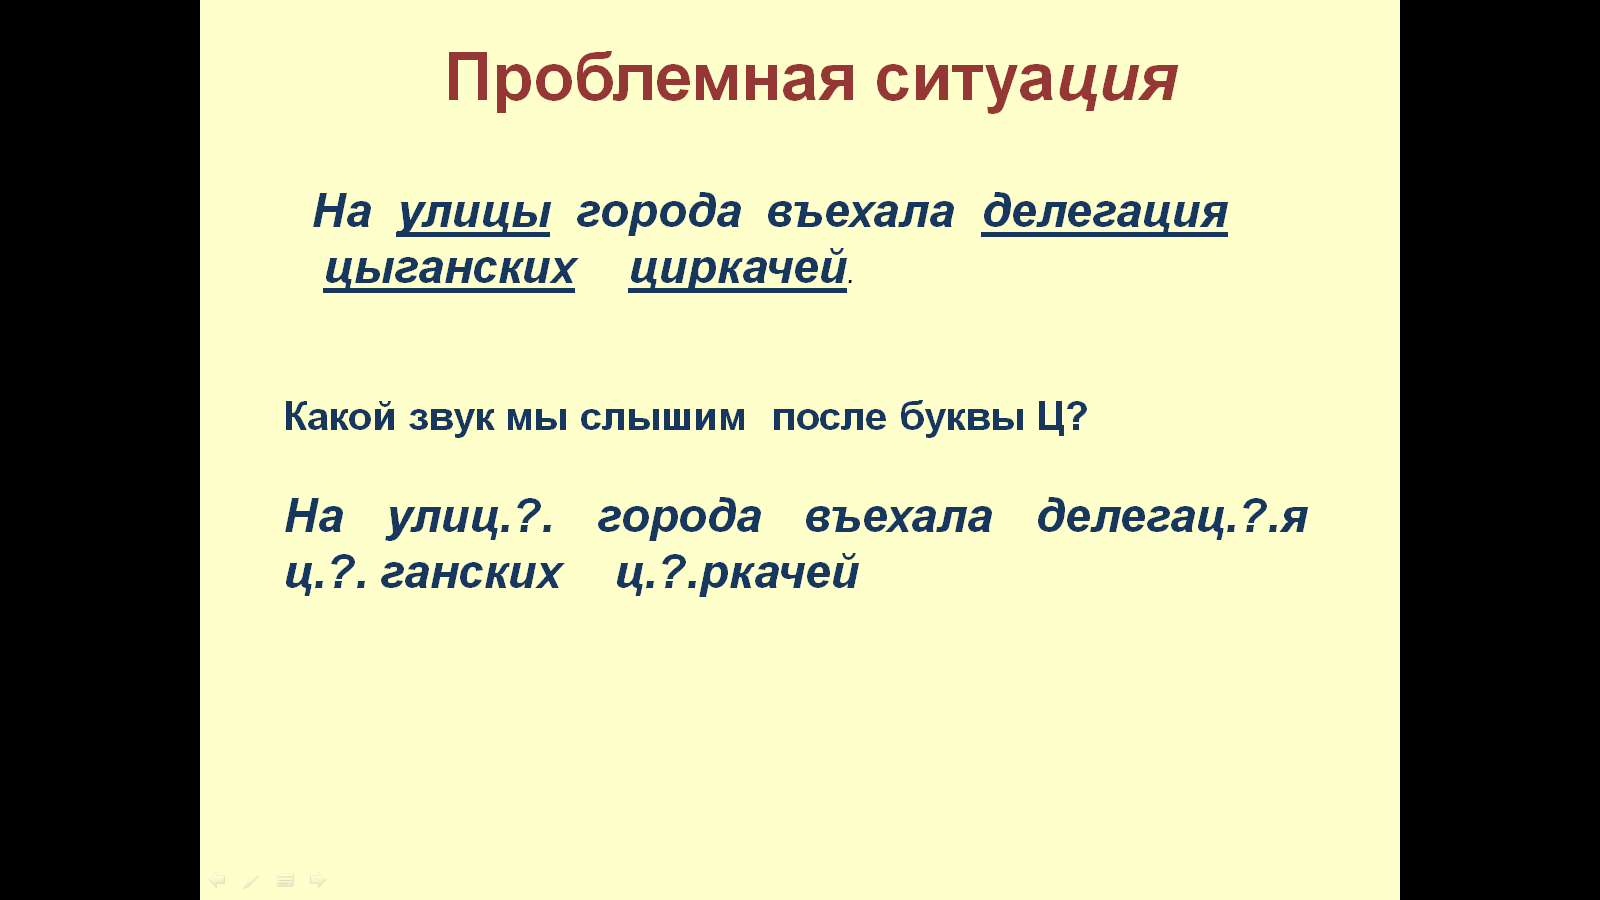 Проблемная ситуация
На улицы города въехала делегация
цыганских циркачей.
Какой звук мы слышим после буквы Ц?
На улиц.?. города въехала делегац.?.я
ц.?. ганских ц.?.ркачей